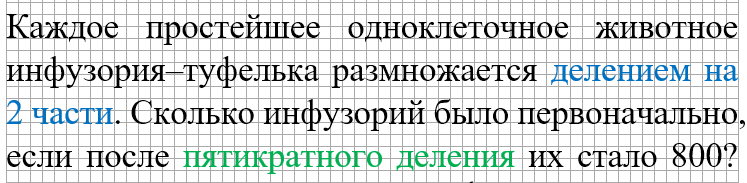 Каждое простейшее одноклеточное животное
инфузория–туфелька размножается делением на
2 части. Сколько инфузорий было первоначально,
если после пятикратного деления их стало 800?